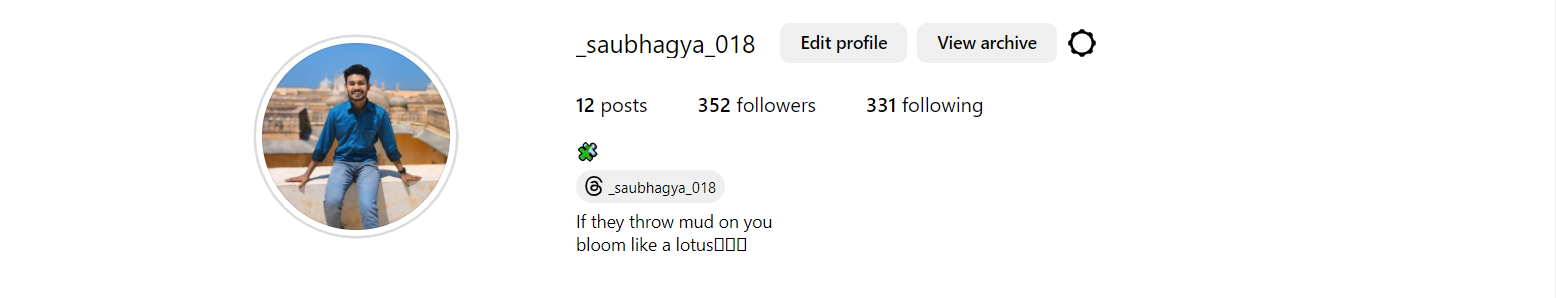 _saubhagya_018 Edit profile View archive
12 posts 352 followers 331 following
_saubhagya_018
If they throw mud on you
bloom like a lotus